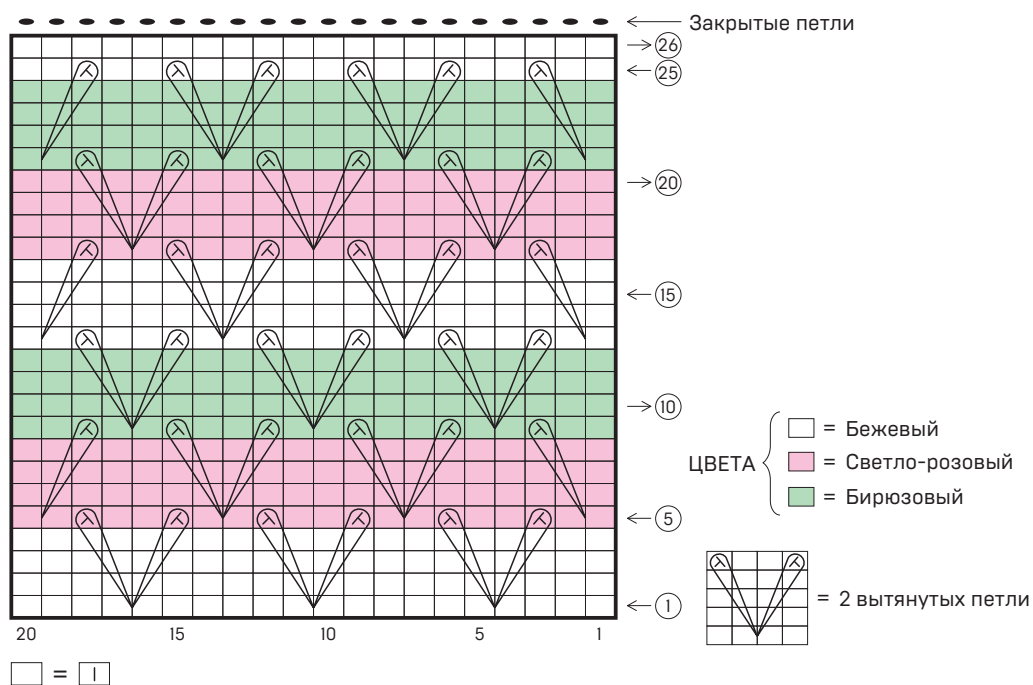 Закрытые петли
26
25
20
15
10
5
1
20 15 10 5 1
ЦВЕТА
= Бежевый
= Светло-розовый
= Бирюзовый
= 2 вытянутых петли
= I